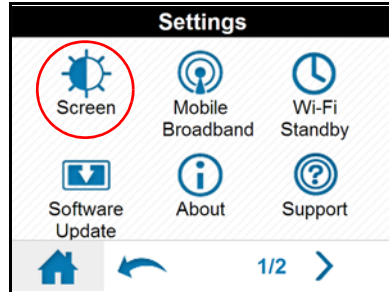 Settings
Screen
Mobile
Broadband
Wi-Fi
Standby
Software
Update
About
Support
1/2